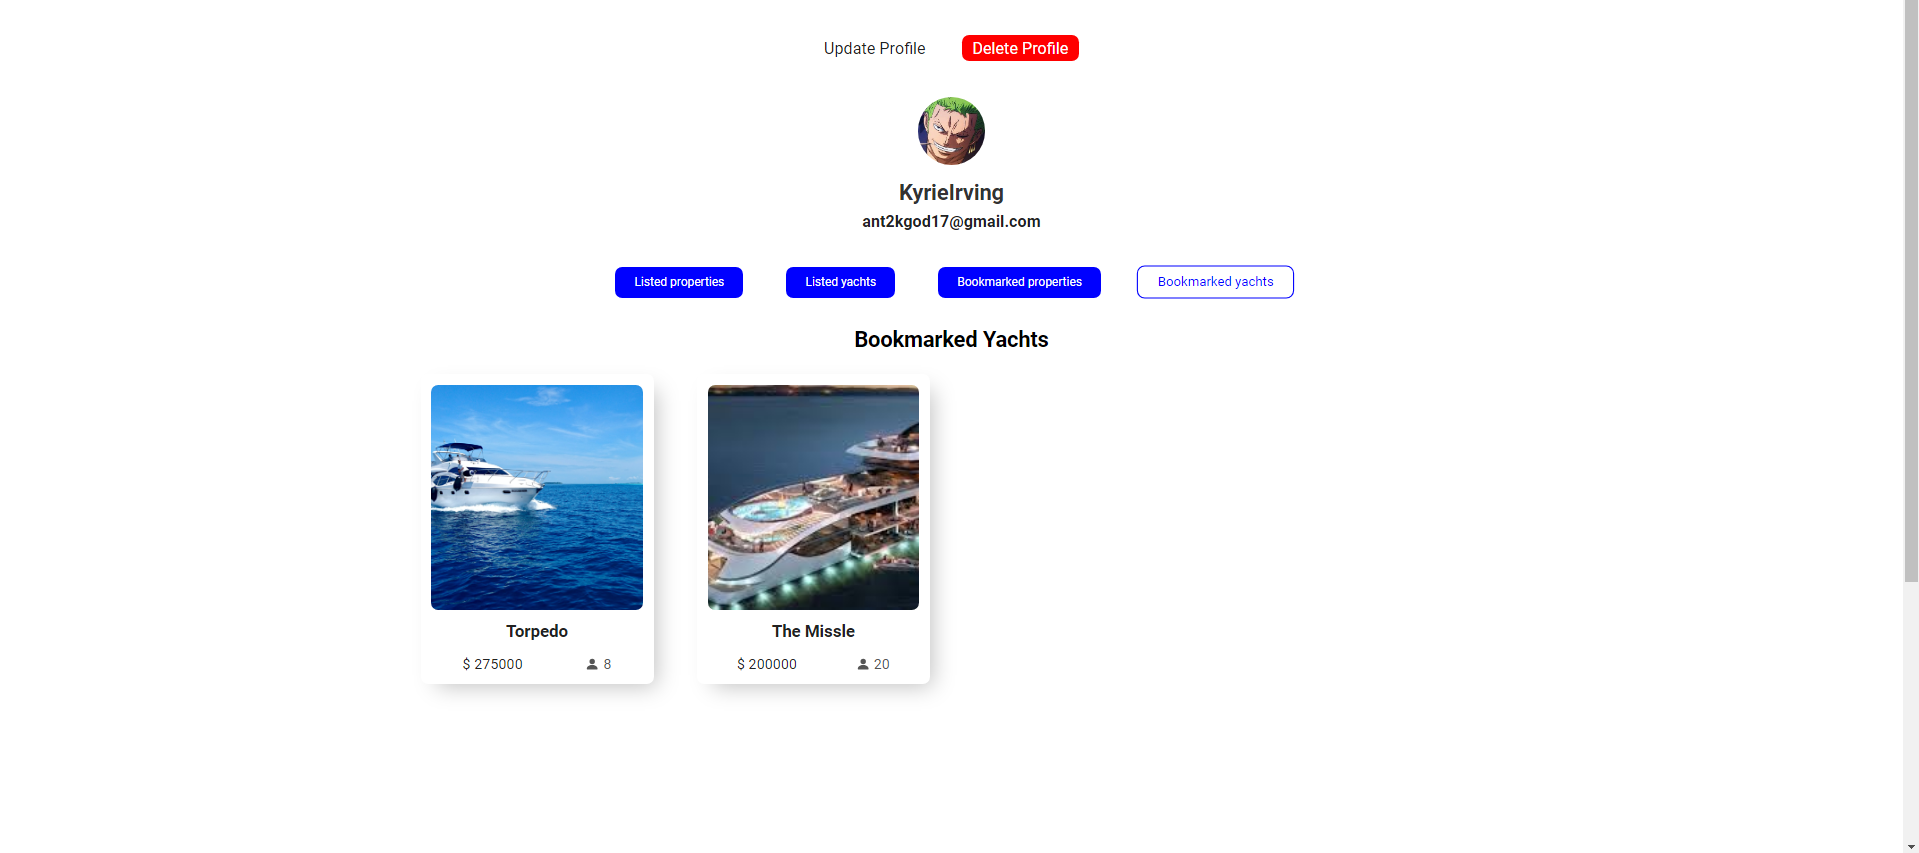 Update Profile Delete Profile
KyrieIrving
ant2kgod17@gmail.com
Listed properties Listed yachts Bookmarked properties Bookmarked yachts
Bookmarked Yachts
Torpedo
$ 275000 8
The Missle
$ 200000 20